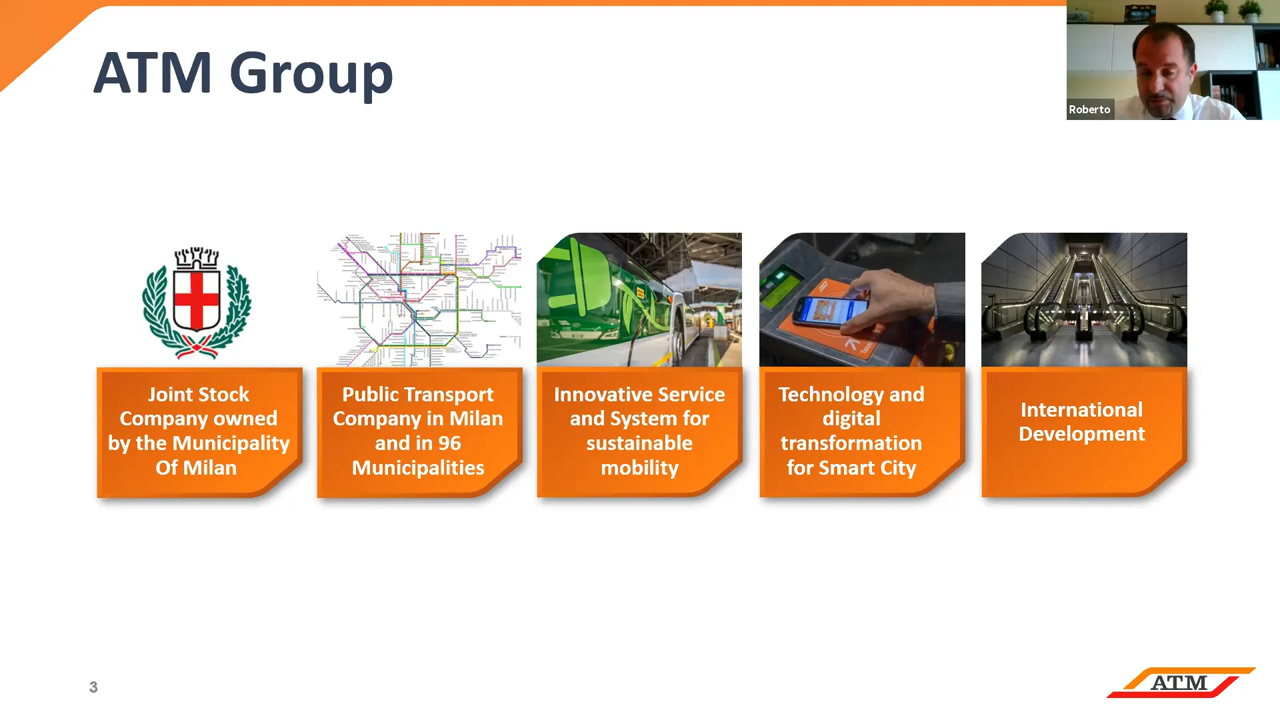 ATM Group
Roberto
Joint Stock
Company owned
by the Municipality
Of Milan
Public Transport
Company in Milan
and in 96
Municipalities
Innovative Service
and System for
sustainable
mobility
Technology and
digital
transformation
for Smart City
International
Development
3
ATM